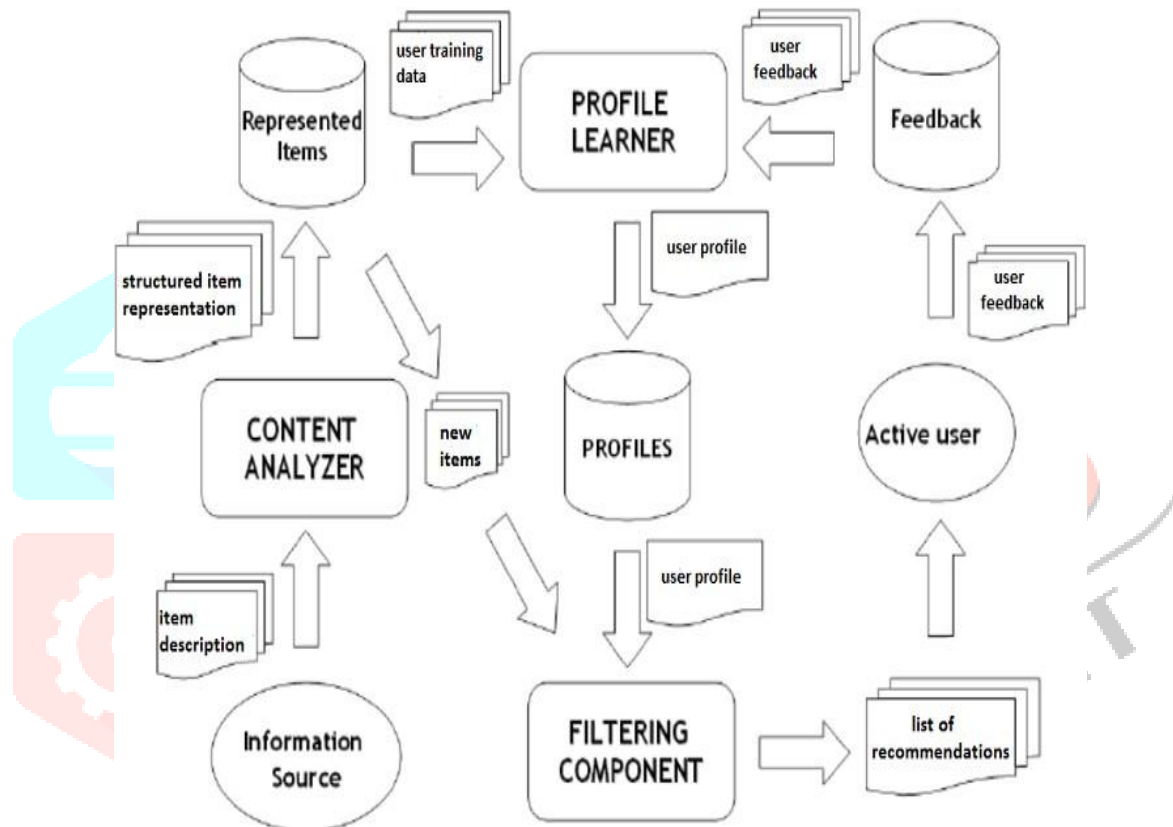 user training
data
user
feedback
Represented
Items
PROFILE
LEARNER
Feedback
structured item
representation
user profile
user
feedback
CONTENT
ANALYZER
new
items
PROFILES
Active user
item
description
user profile
Information
Source
FILTERING
COMPONENT
list of
recommendations